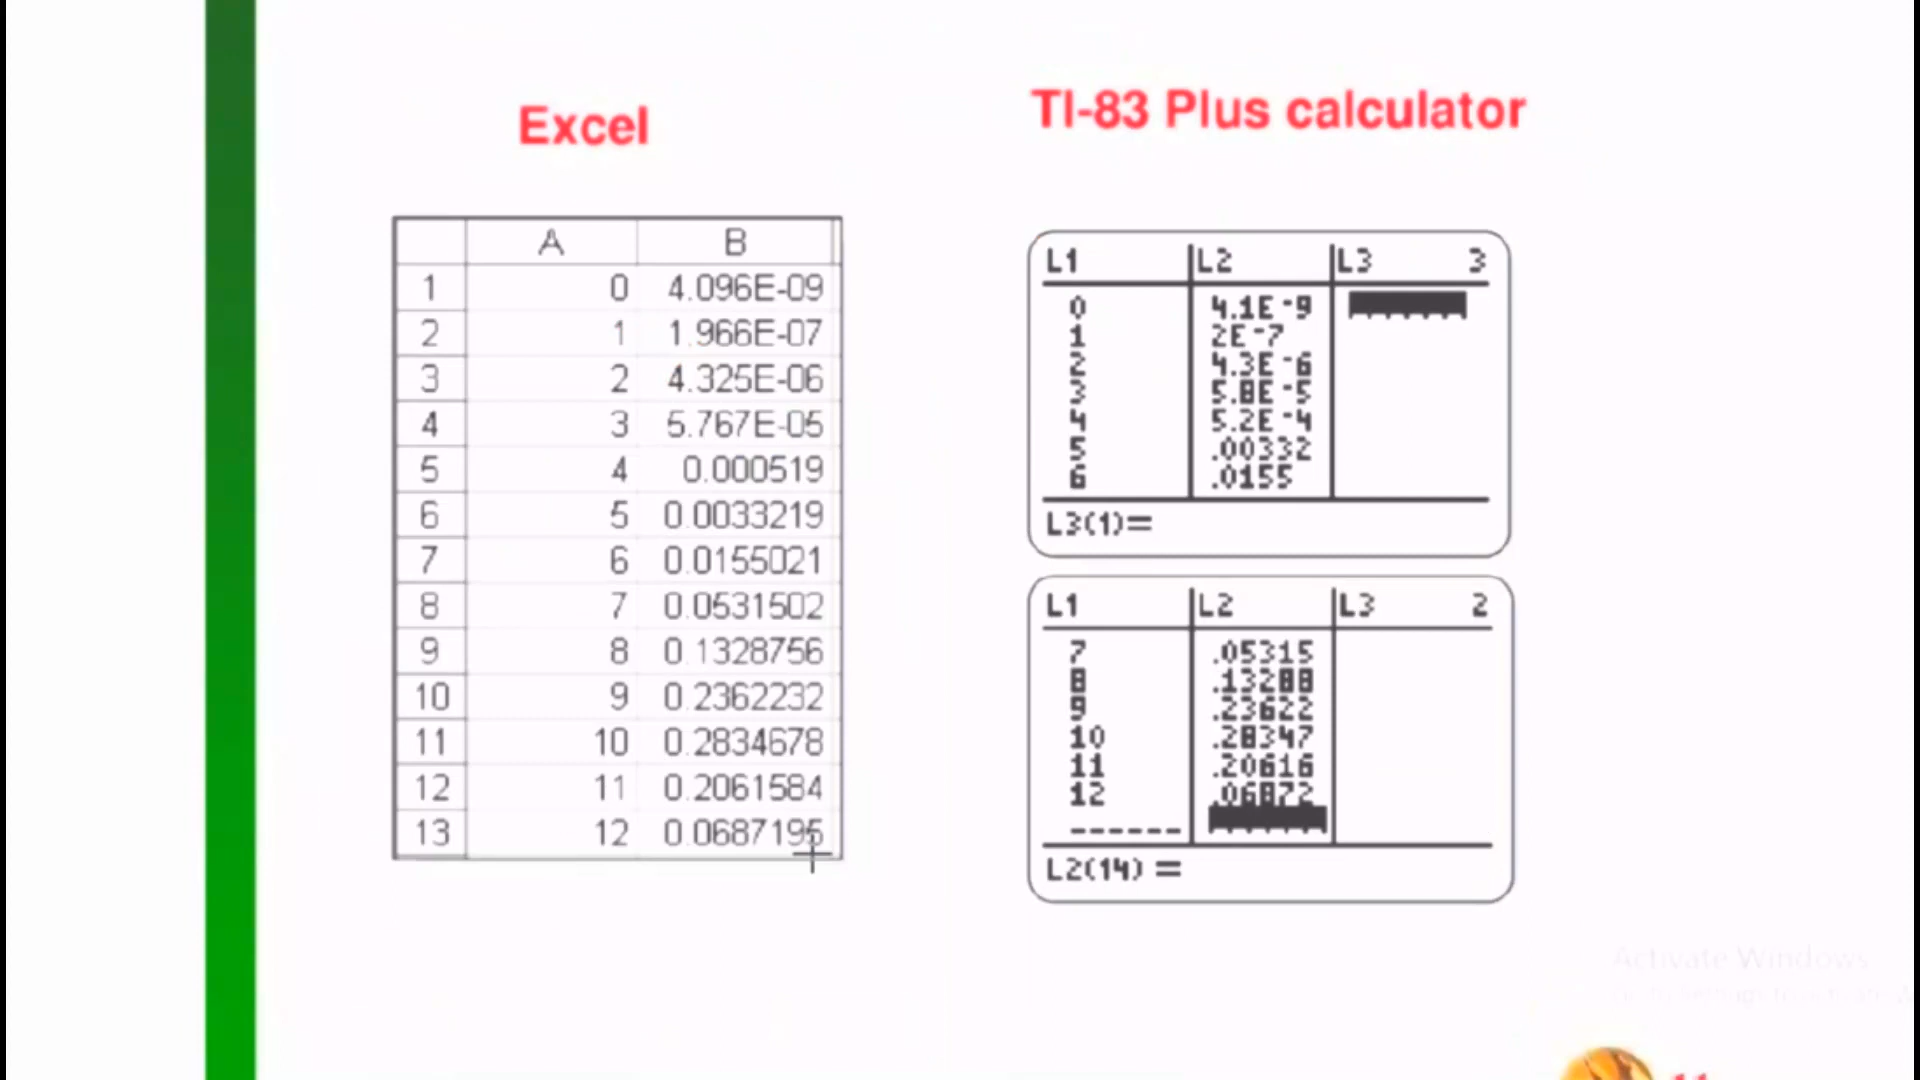 Excel
A B
1 0 4.096E-09
2 1 1.966E-07
3 2 4.325E-06
4 3 5.767E-05
5 4 0.000519
6 5 0.0033219
7 6 0.0155021
8 7 0.0531502
9 8 0.1328756
10 9 0.2362232
11 10 0.2834678
12 11 0.2061584
13 12 0.0687195
TI-83 Plus calculator
L1 L2 L3 3
0 4.1E-9
1 2E-7
2 4.3E-6
3 5.8E-5
4 5.2E-4
5 .00332
6 .0155
L3(1)=
L1 L2 L3 2
7 .05315
8 .13288
9 .23622
10 .28347
11 .20616
12 .06872
------
L2(14) =
Activate Windows